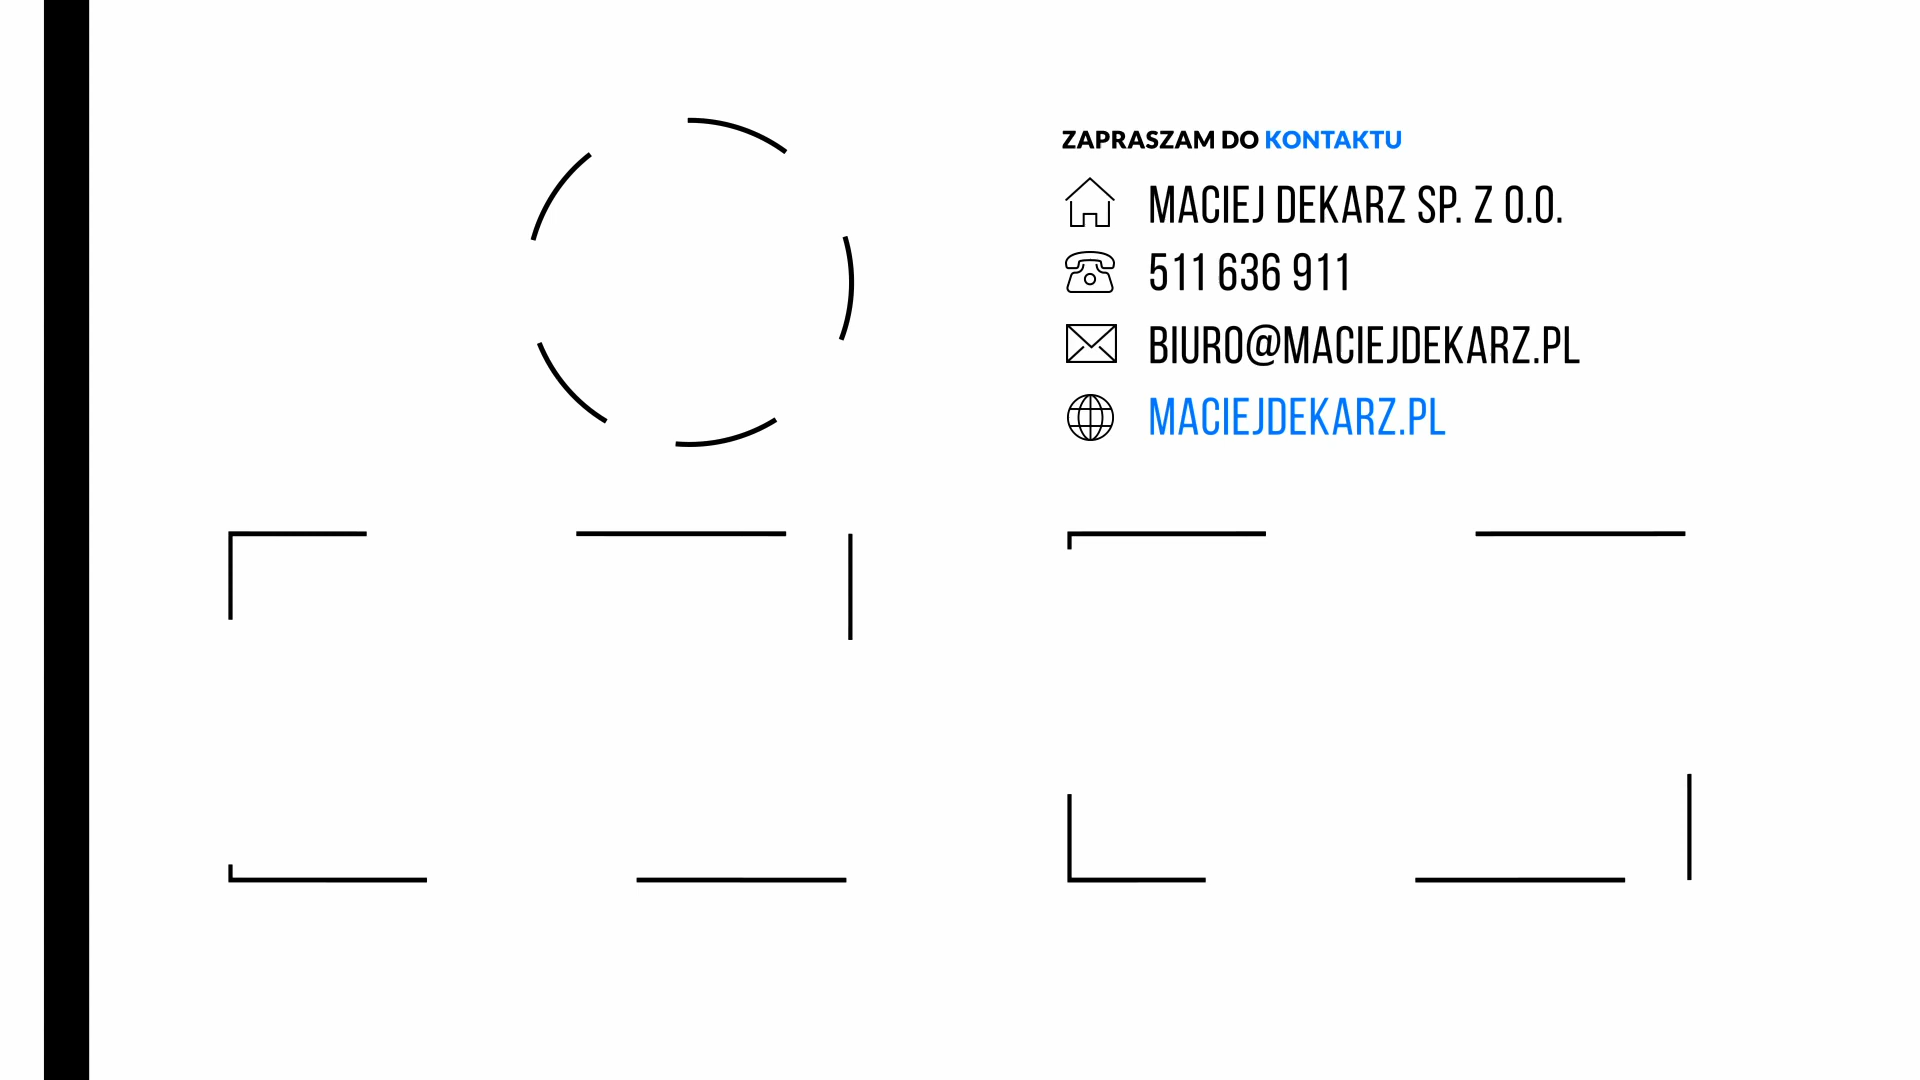 ZAPRASZAM DO KONTAKTU
MACIEJ DEKARZ SP. Z O.O.
511 636 911
BIURO@MACIEJDEKARZ.PL
MACIEJDEKARZ.PL